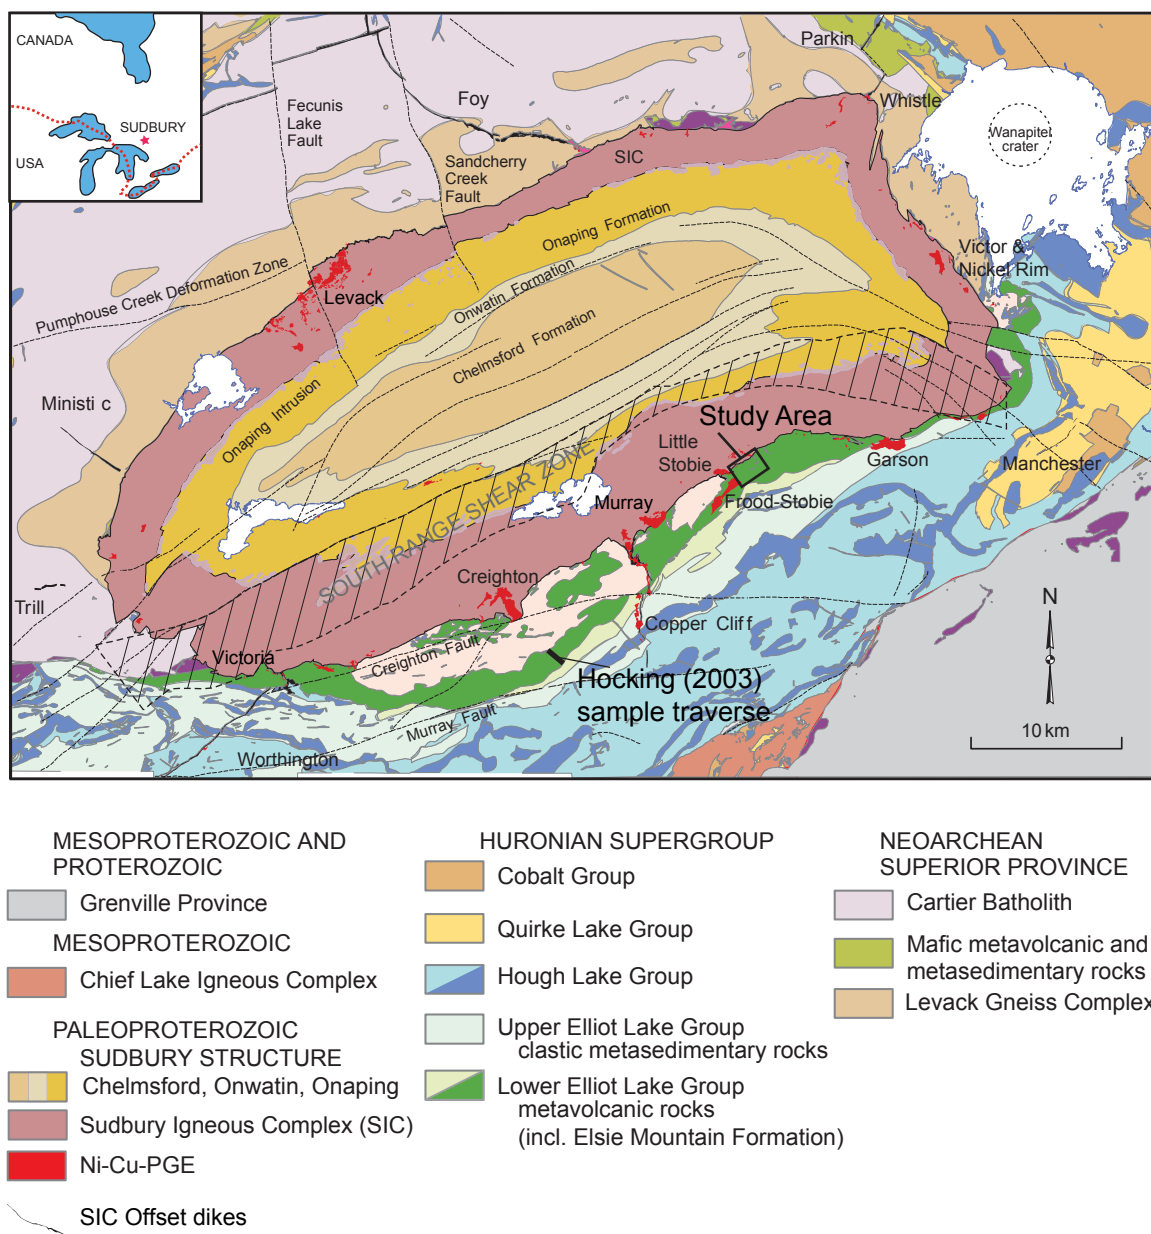 CANADA
SUDBURY
USA
Fecunis
Lake
Fault
Foy
Parkin
Whistle
Wanapitei
crater
SIC
Sandcherry
Creek
Fault
Onaping Formation
Victor &
Nickel Rim
Pumphouse Creek Deformation Zone
Levack
Onwatin Formation
Chelmsford Formation
Ministi c
Onaping Intrusion
Study Area
Little
Stobie
Garson
Manchester
SOUTH RANGE SHEAR ZONE
Murray
Frood-Stobie
Creighton
Trill
Copper Cliff
N
Victoria
Creighton Fault
Hocking (2003)
sample traverse
Murray Fault
10 km
Worthington
MESOPROTEROZOIC AND
PROTEROZOIC
Grenville Province
MESOPROTEROZOIC
Chief Lake Igneous Complex
PALEOPROTEROZOIC
SUDBURY STRUCTURE
Chelmsford, Onwatin, Onaping
Sudbury Igneous Complex (SIC)
Ni-Cu-PGE
SIC Offset dikes
HURONIAN SUPERGROUP
Cobalt Group
Quirke Lake Group
Hough Lake Group
Upper Elliot Lake Group
clastic metasedimentary rocks
Lower Elliot Lake Group
metavolcanic rocks
(incl. Elsie Mountain Formation)
NEOARCHEAN
SUPERIOR PROVINCE
Cartier Batholith
Mafic metavolcanic and
metasedimentary rocks
Levack Gneiss Complex